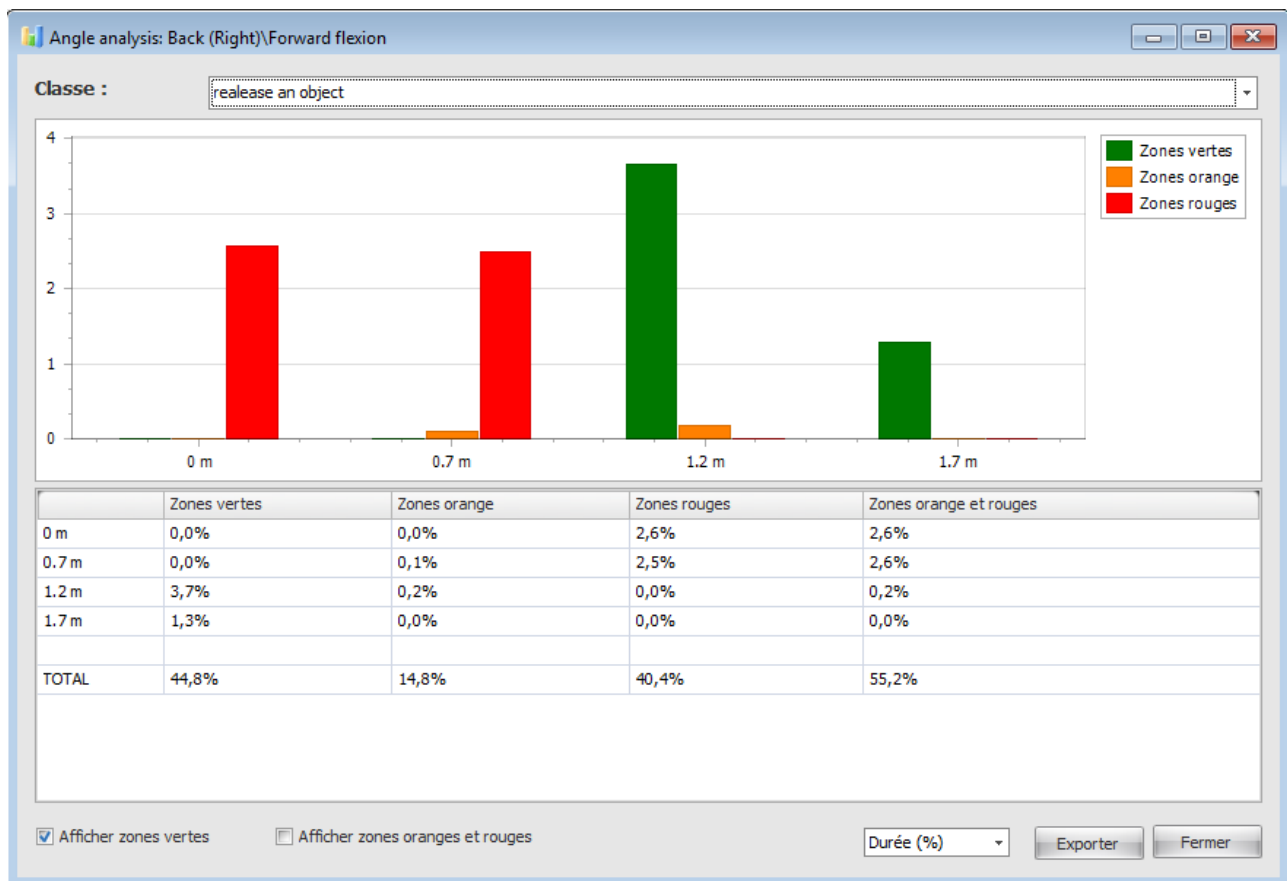 Angle analysis: Back (Right)\Forward flexion
Classe :
realease an object
4
3
2
1
0
0 m 0.7 m 1.2 m 1.7 m
Zones vertes
Zones orange
Zones rouges
Zones vertes Zones orange Zones rouges Zones orange et rouges
0 m 0,0% 0,0% 2,6% 2,6%
0.7 m 0,0% 0,1% 2,5% 2,6%
1.2 m 3,7% 0,2% 0,0% 0,2%
1.7 m 1,3% 0,0% 0,0% 0,0%
TOTAL 44,8% 14,8% 40,4% 55,2%
Afficher zones vertes Afficher zones oranges et rouges Durée (%) Exporter Fermer